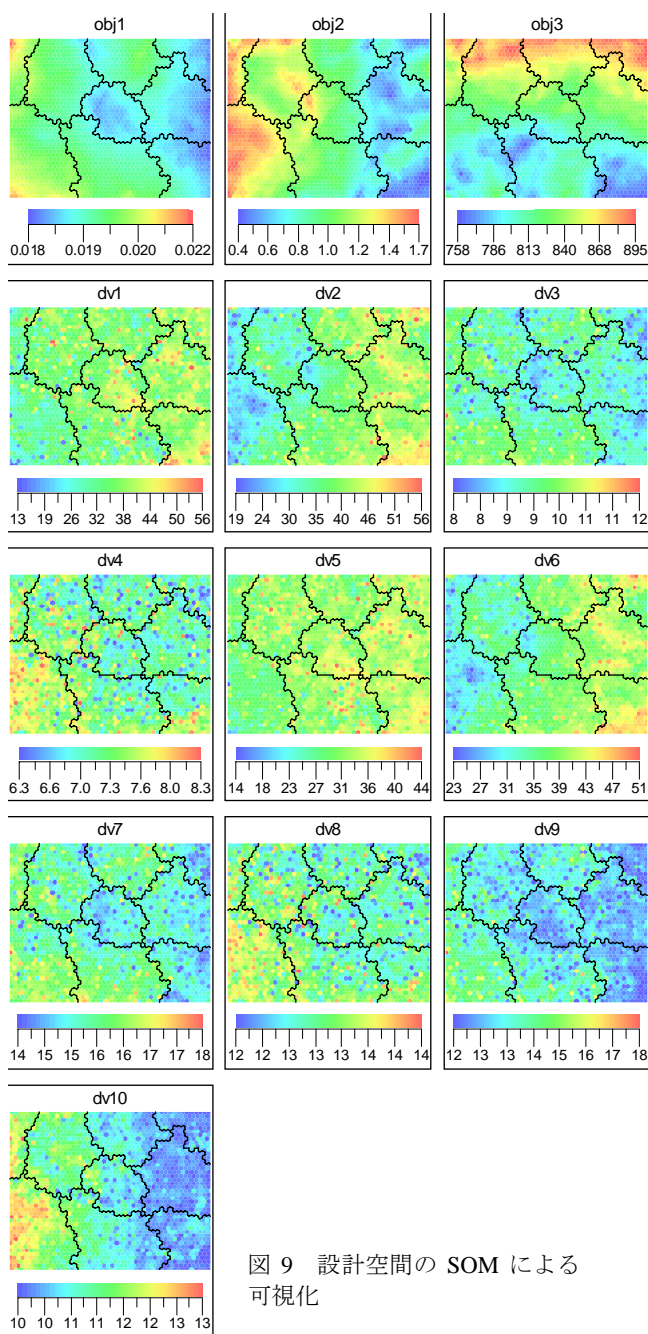 obj1 obj2 obj3
0.018 0.019 0.020 0.022 0.4 0.6 0.8 1.0 1.2 1.4 1.7 758 786 813 840 868 895
dv1 dv2 dv3
13 19 26 32 38 44 50 56 19 24 30 35 40 46 51 56 8 8 9 9 10 11 11 12
dv4 dv5 dv6
6.3 6.6 7.0 7.3 7.6 8.0 8.3 14 18 23 27 31 36 40 44 23 27 31 35 39 43 47 51
dv7 dv8 dv9
14 15 15 16 16 17 17 18 12 12 13 13 13 14 14 12 13 14 15 16 16 18
dv10
10 10 11 11 12 12 13 13
図 9 設計空間の SOM による
可視化